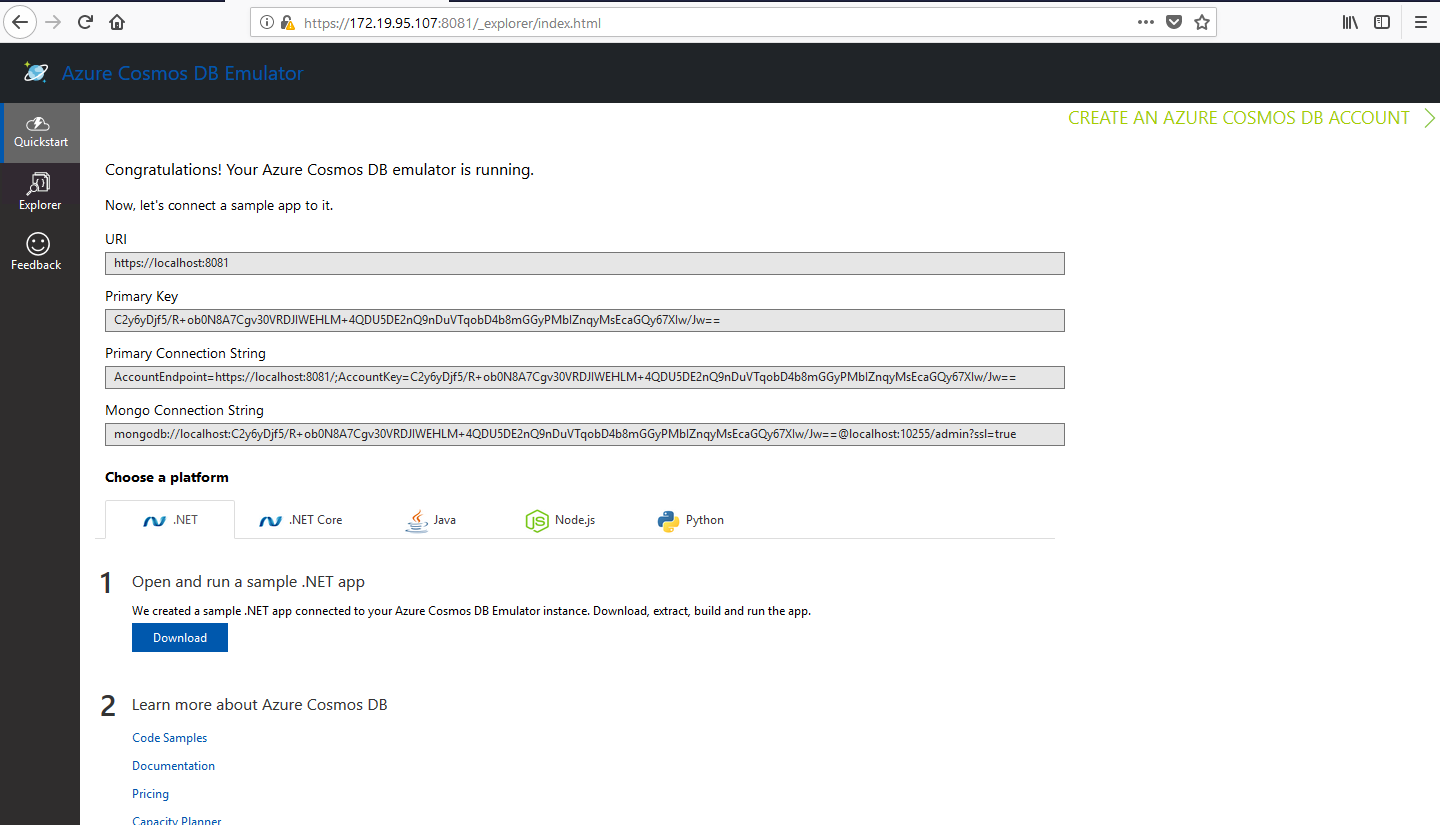 https://172.19.95.107:8081/_explorer/index.html
Azure Cosmos DB Emulator
CREATE AN AZURE COSMOS DB ACCOUNT
Quickstart
Explorer
Feedback
Congratulations! Your Azure Cosmos DB emulator is running.
Now, let's connect a sample app to it.
URI
https://localhost:8081
Primary Key
C2y6yDjf5/R+ob0N8A7Cgv30VRDJIWEHLM+4QDU5DE2nQ9nDuVTqobD4b8mGGyPMbIZnqyMsEcaGQy67XIw/Jw==
Primary Connection String
AccountEndpoint=https://localhost:8081/;AccountKey=C2y6yDjf5/R+ob0N8A7Cgv30VRDJIWEHLM+4QDU5DE2nQ9nDuVTqobD4b8mGGyPMbIZnqyMsEcaGQy67XIw/Jw==
Mongo Connection String
mongodb://localhost:C2y6yDjf5/R+ob0N8A7Cgv30VRDJIWEHLM+4QDU5DE2nQ9nDuVTqobD4b8mGGyPMbIZnqyMsEcaGQy67XIw/Jw==@localhost:10255/admin?ssl=true
Choose a platform
.NET
.NET Core
Java
Node.js
Python
1 Open and run a sample .NET app
We created a sample .NET app connected to your Azure Cosmos DB Emulator instance. Download, extract, build and run the app.
Download
2 Learn more about Azure Cosmos DB
Code Samples
Documentation
Pricing
Capacity Planner